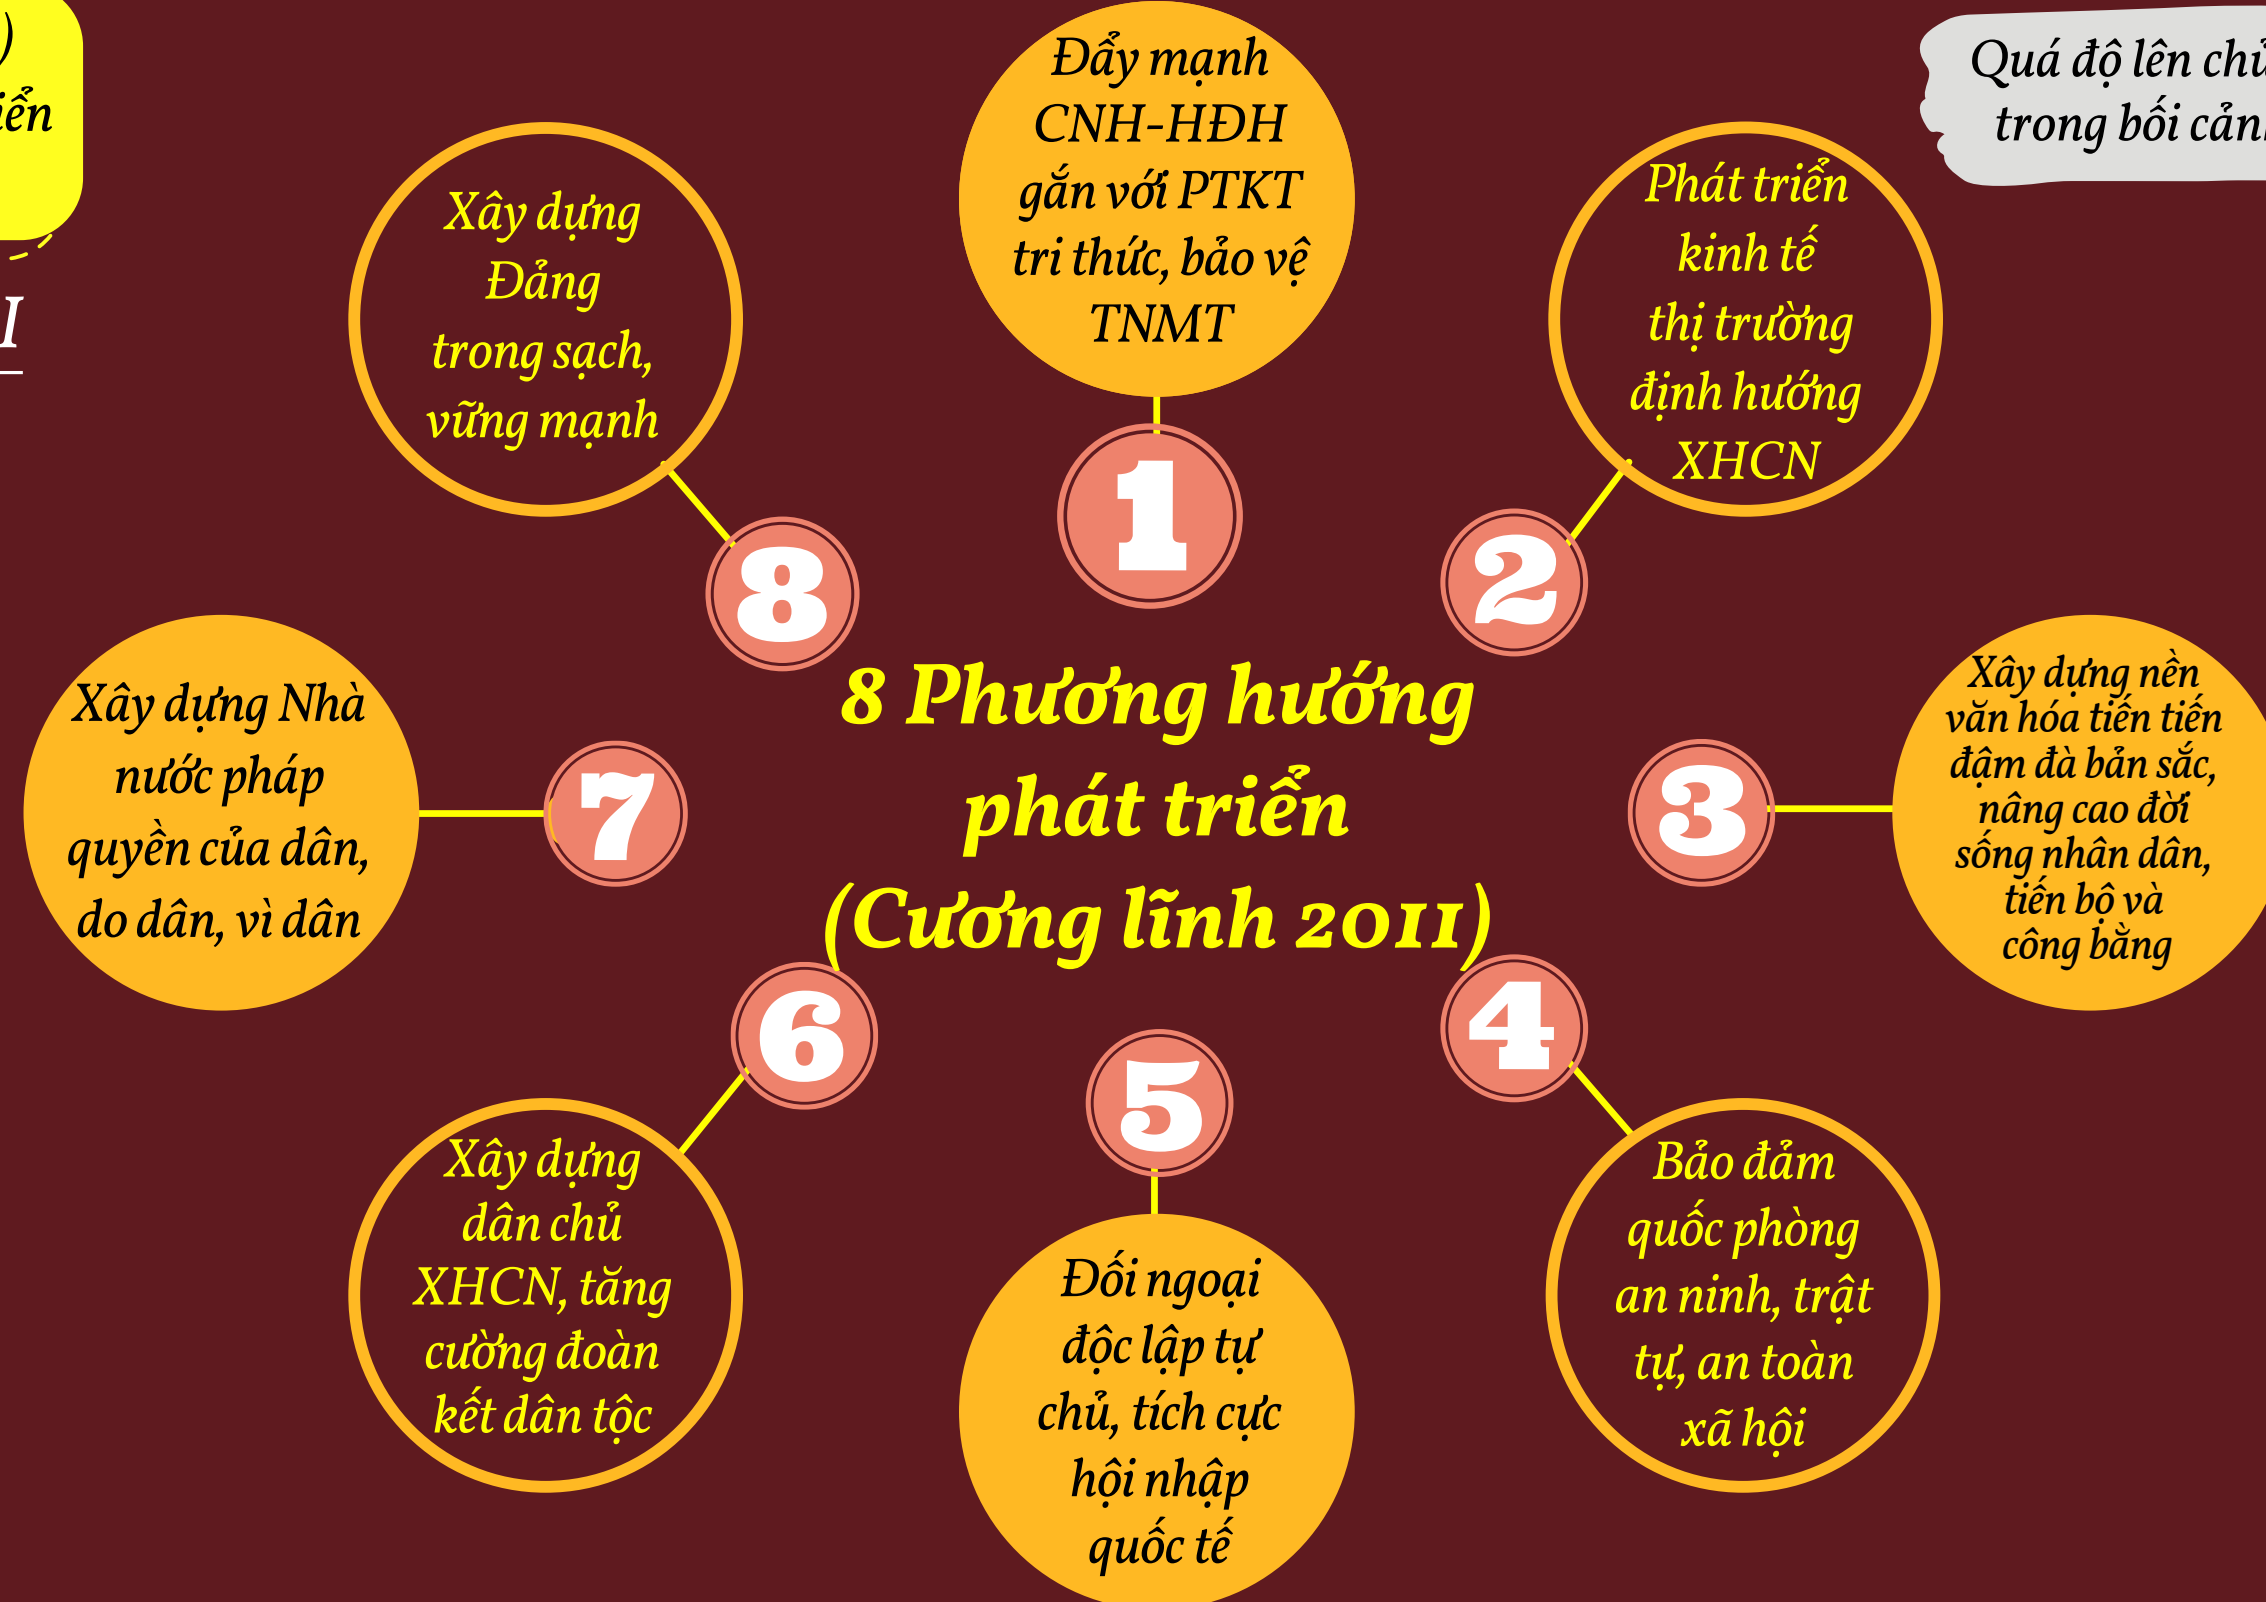 )
iển
I
Quá độ lên chủ
trong bối cảnh
8 Phương hướng
phát triển
(Cương lĩnh 2011)
1
Đẩy mạnh
CNH-HĐH
gắn với PTKT
tri thức, bảo vệ
TNMT
2
Phát triển
kinh tế
thị trường
định hướng
XHCN
3
Xây dựng nền
văn hóa tiến tiến
đậm đà bản sắc,
nâng cao đời
sống nhân dân,
tiến bộ và
công bằng
4
Bảo đảm
quốc phòng
an ninh, trật
tự, an toàn
xã hội
5
Đối ngoại
độc lập tự
chủ, tích cực
hội nhập
quốc tế
6
Xây dựng
dân chủ
XHCN, tăng
cường đoàn
kết dân tộc
7
Xây dựng Nhà
nước pháp
quyền của dân,
do dân, vì dân
8
Xây dựng
Đảng
trong sạch,
vững mạnh